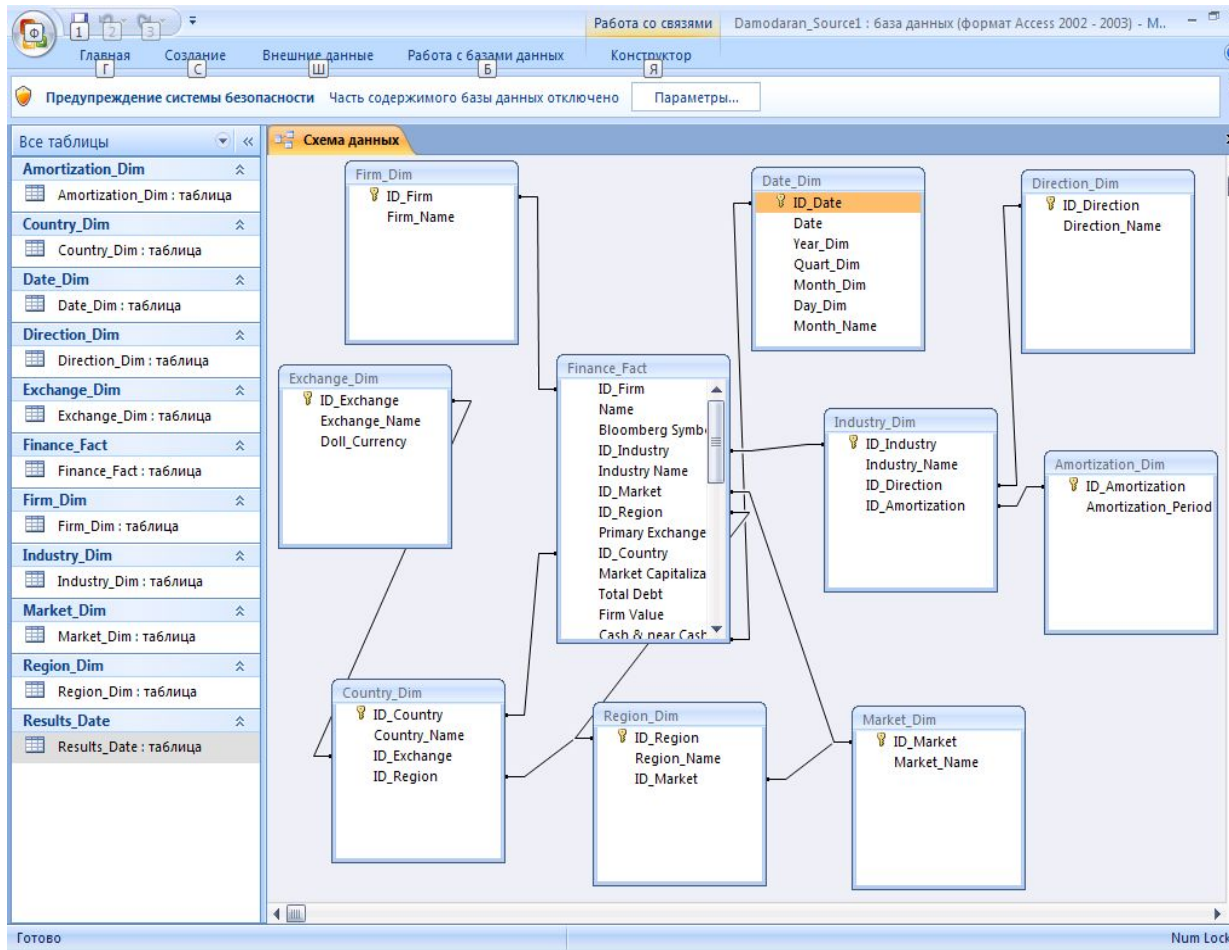 1 2 3
Работа со связями
Damodaran_Source1 : база данных (формат Access 2002 - 2003) - M..
Главная Создание Внешние данные Работа с базами данных Конструктор
Г С Ш Б Я
Предупреждение системы безопасности Часть содержимого базы данных отключено Параметры...
Все таблицы
Amortization_Dim
Amortization_Dim : таблица
Country_Dim
Country_Dim : таблица
Date_Dim
Date_Dim : таблица
Direction_Dim
Direction_Dim : таблица
Exchange_Dim
Exchange_Dim : таблица
Finance_Fact
Finance_Fact : таблица
Firm_Dim
Firm_Dim : таблица
Industry_Dim
Industry_Dim : таблица
Market_Dim
Market_Dim : таблица
Region_Dim
Region_Dim : таблица
Results_Date
Results_Date : таблица
Схема данных
Firm_Dim
ID_Firm
Firm_Name
Date_Dim
ID_Date
Date
Year_Dim
Quart_Dim
Month_Dim
Day_Dim
Month_Name
Direction_Dim
ID_Direction
Direction_Name
Exchange_Dim
ID_Exchange
Exchange_Name
Doll_Currency
Finance_Fact
ID_Firm
Name
Bloomberg Symb
ID_Industry
Industry Name
ID_Market
ID_Region
Primary Exchange
ID_Country
Market Capitaliza
Total Debt
Firm Value
Cash & near Cash
Industry_Dim
ID_Industry
Industry_Name
ID_Direction
ID_Amortization
Amortization_Dim
ID_Amortization
Amortization_Period
Country_Dim
ID_Country
Country_Name
ID_Exchange
ID_Region
Region_Dim
ID_Region
Region_Name
ID_Market
Market_Dim
ID_Market
Market_Name
Готово
Num Lock